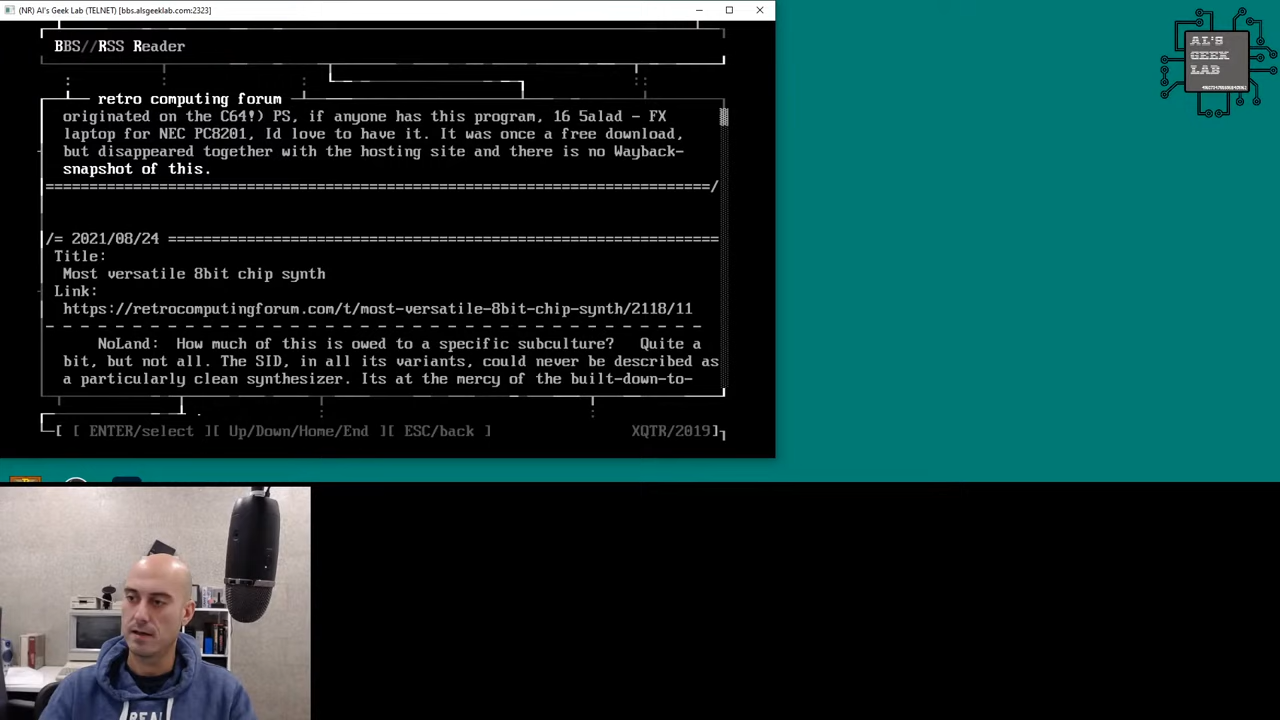 (NR) Al's Geek Lab (TELNET) [bbs.alsgeeklab.com:2323]
BBS//RSS Reader
retro computing forum
originated on the C64!) PS, if anyone has this program, 16 5alad - FX
laptop for NEC PC8201, Id love to have it. It was once a free download,
but disappeared together with the hosting site and there is no Wayback-
snapshot of this.
=========================================================================/
/= 2021/08/24 ===============================================================
Title:
Most versatile 8bit chip synth
Link:
https://retrocomputingforum.com/t/most-versatile-8bit-chip-synth/2118/11
- - - - - - - - - - - - - - - - - - - - - - - - - - - - - - - - - - - - - -
NoLand: How much of this is owed to a specific subculture? Quite a
bit, but not all. The SID, in all its variants, could never be described as
a particularly clean synthesizer. Its at the mercy of the built-down-to-
[ [ ENTER/select ][ Up/Down/Home/End ][ ESC/back ] XQTR/2019]
AL'S
GEEK
LAB